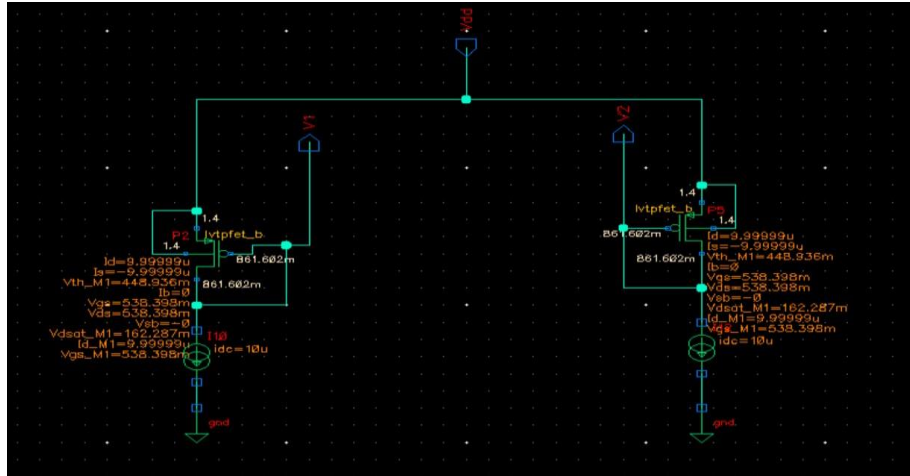 Vdd
V1
V2
1.4
lvtpfet_b
P2
1.4
861.602m
861.602m
Id=9.99999u
Is=-9.99999u
Vth_M1=448.936m
Ib=0
Vgs=538.398m
Vds=538.398m
Vsb=-0
Vdsat_M1=162.287m
Id_M1=9.99999u
Vgs_M1=538.398m
I10
idc=10u
gnd
1.4
lvtpfet_b
P5
1.4
861.602m
861.602m
Id=9.99999u
Is=-9.99999u
Vth_M1=448.936m
Ib=0
Vgs=538.398m
Vds=538.398m
Vsb=-0
Vdsat_M1=162.287m
Id_M1=9.99999u
Vgs_M1=538.398m
idc=10u
gnd